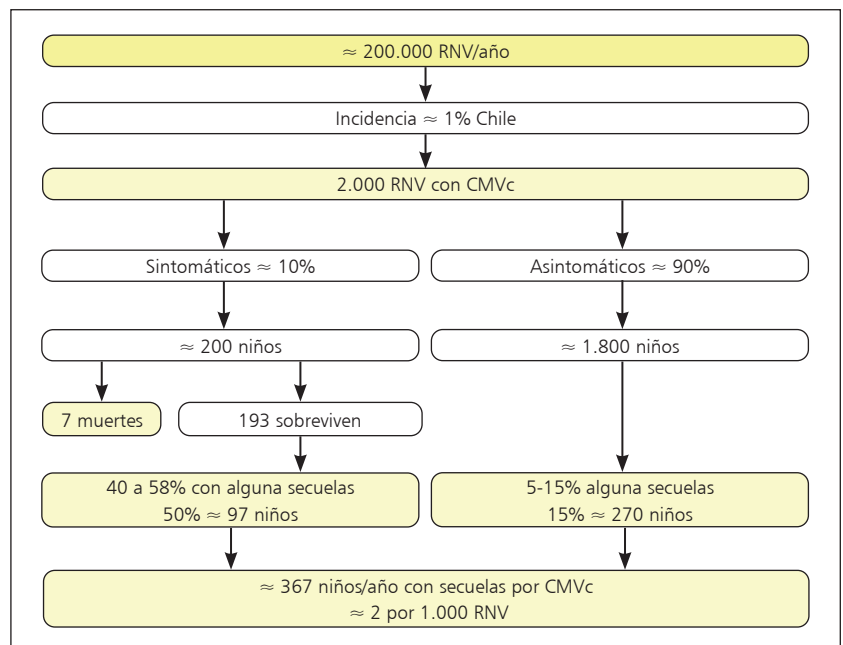 ≈ 200.000 RNV/año
Incidencia ≈ 1% Chile
2.000 RNV con CMVc
Sintomáticos ≈ 10%
Asintomáticos ≈ 90%
≈ 200 niños
≈ 1.800 niños
7 muertes
193 sobreviven
40 a 58% con alguna secuelas
50% ≈ 97 niños
5-15% alguna secuelas
15% ≈ 270 niños
≈ 367 niños/año con secuelas por CMVc
≈ 2 por 1.000 RNV